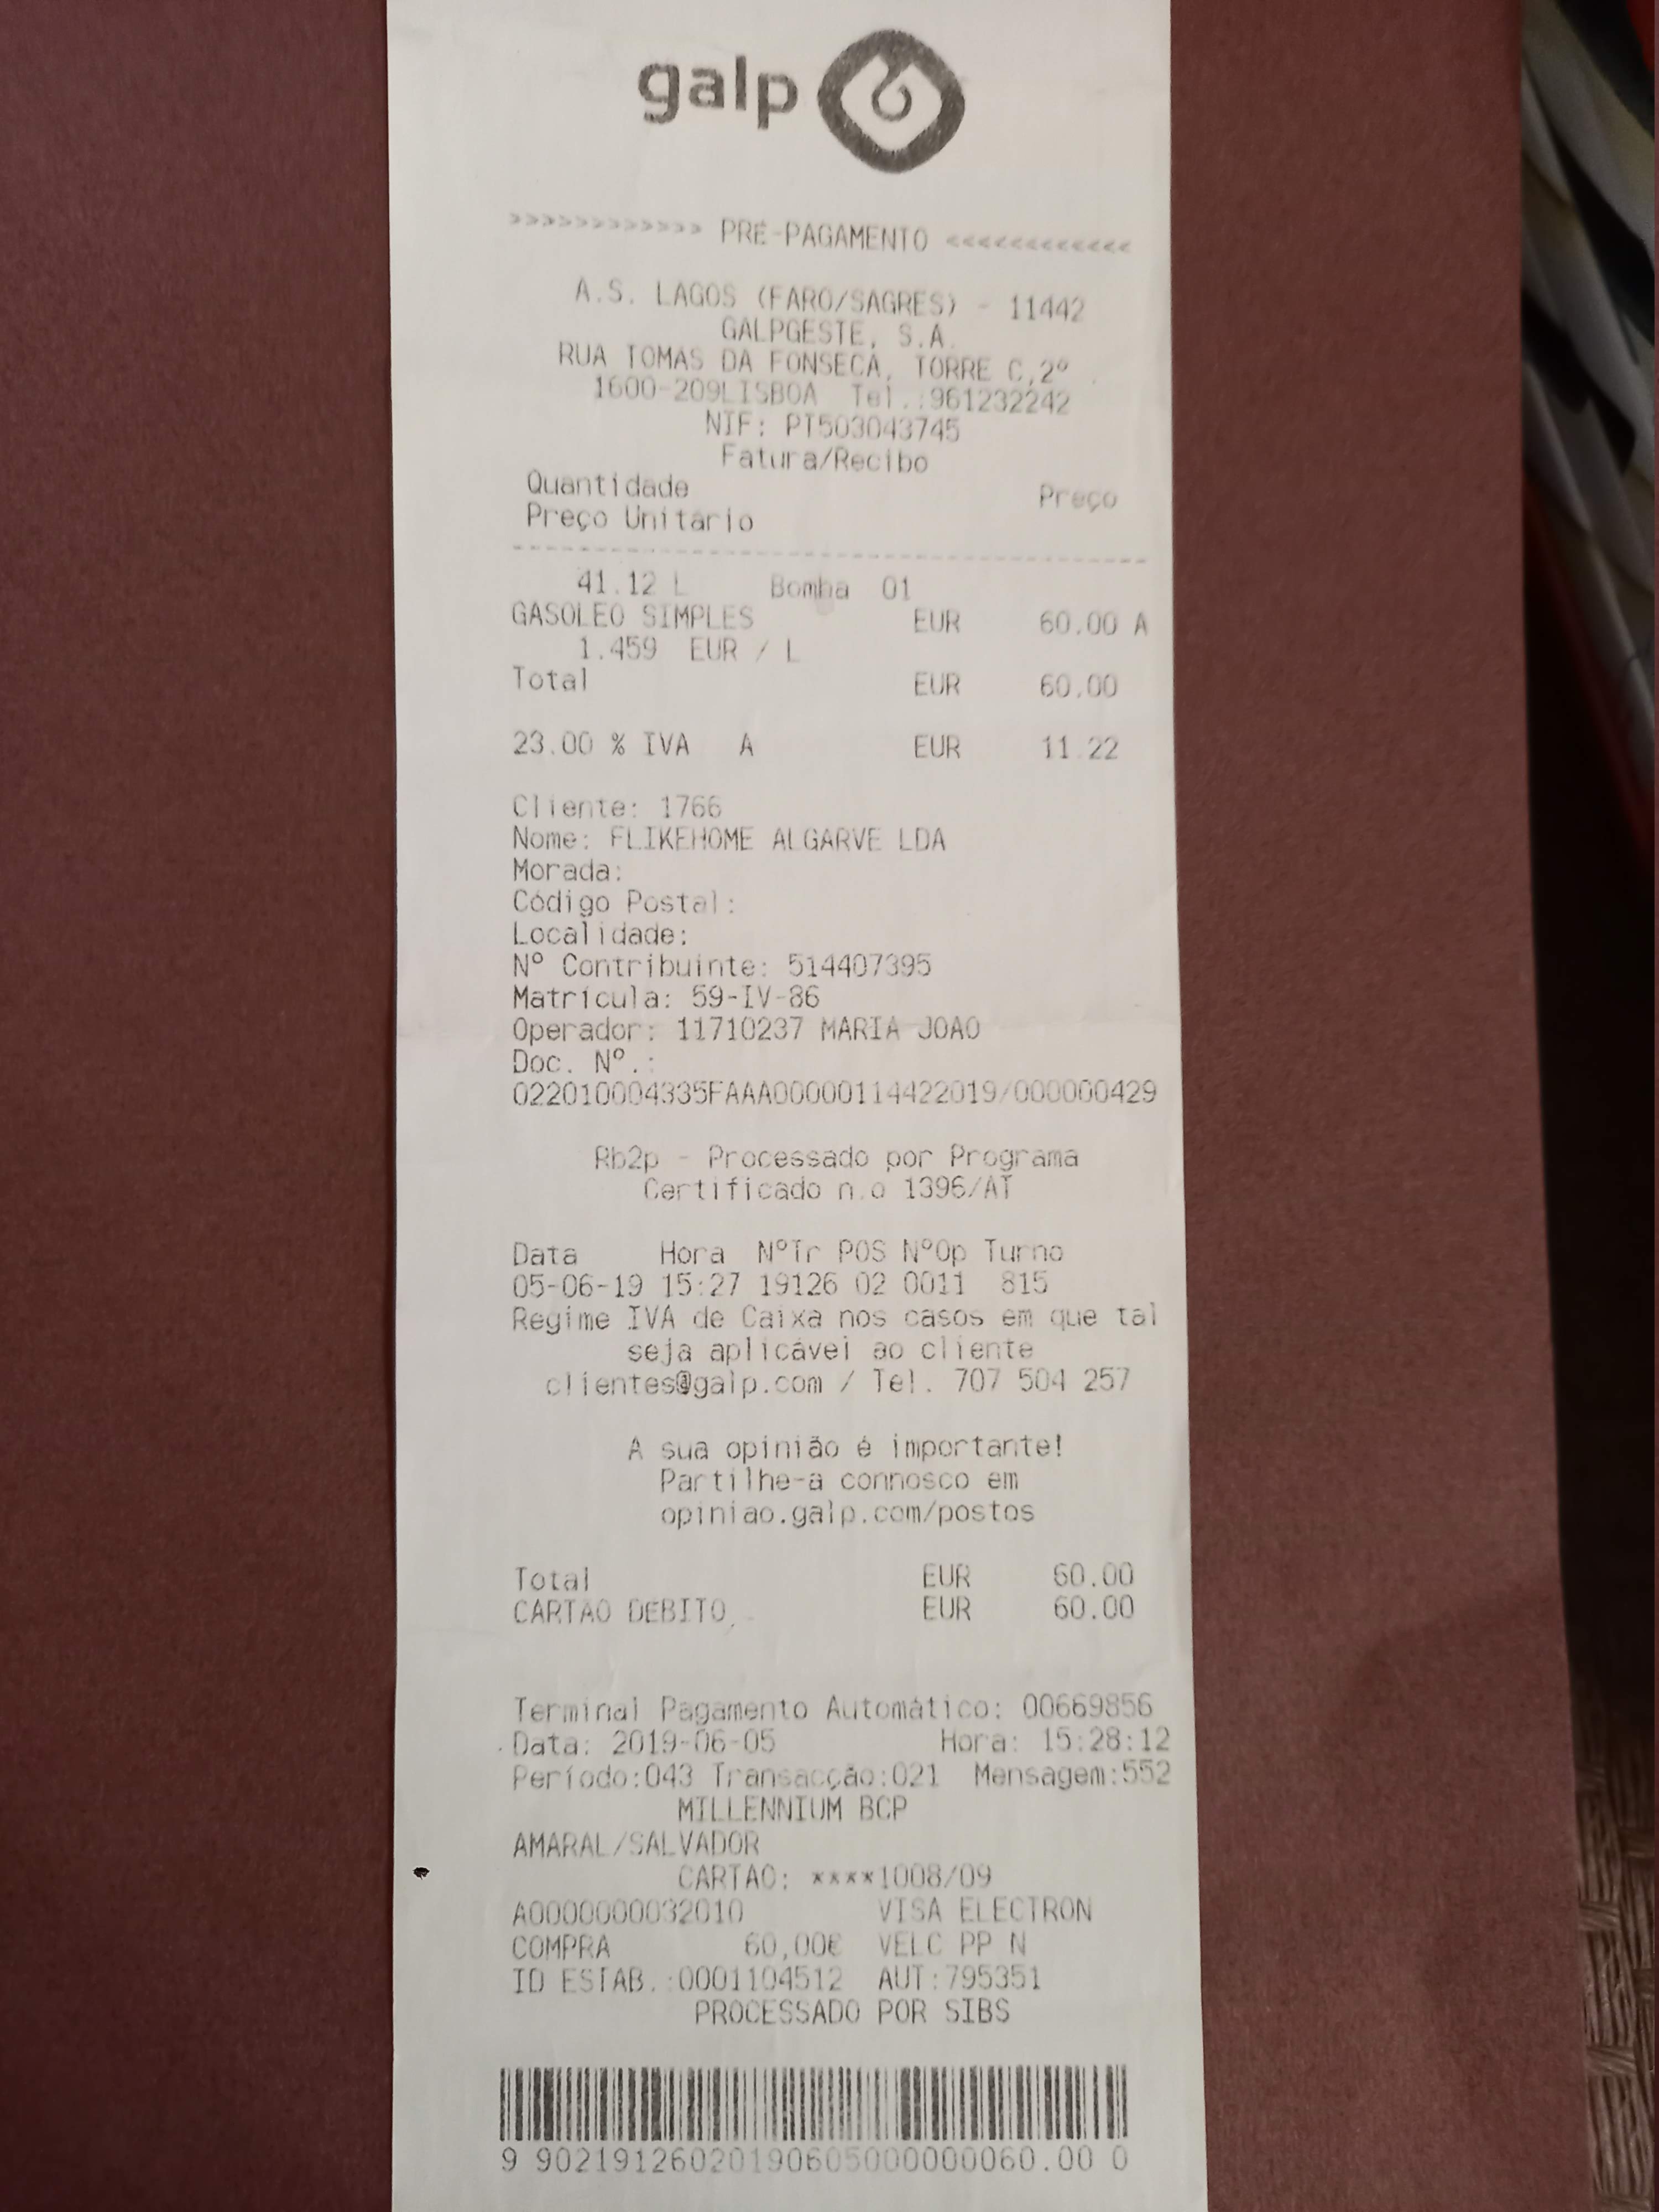 galp
>>>>>>>>>>>> PRÉ-PAGAMENTO <<<<<<<<<<<<
A.S. LAGOS (FARO/SAGRES) - 11442
GALPGESTE, S.A.
RUA TOMAS DA FONSECA, TORRE C,2º .
1600-209LISBOA Tel.:961232242
NIF: PT503043745
Fatura/Recibo
Quantidade Preço
Preço Unitário
----------------------------------------
41.12 L Bomba 01
GASOLEO SIMPLES EUR 60.00 A
1.459 EUR / L
Total EUR 60.00
23.00 % IVA A EUR 11.22
Cliente: 1766
Nome: FLIKEHOME ALGARVE LDA
Morada:
Código Postal:
Localidade:
Nº Contribuinte: 514407395
Matrícula: 59-IV-86
Operador: 11710237 MARIA JOAO
Doc. Nº.:
022010004335FAAA00000114422019/000000429
Rb2p - Processado por Programa
Certificado n.o 1396/AT
Data Hora NºTr POS NºOp Turno
05-06-19 15:27 19126 02 0011 815
Regime IVA de Caixa nos casos em que tal
seja aplicável ao cliente
clientes@galp.com / Tel. 707 504 257
A sua opinião é importante!
Partilhe-a connosco em
opiniao.galp.com/postos
Total EUR 60.00
CARTAO DEBITO EUR 60.00
Terminal Pagamento Automático: 00669856
Data: 2019-06-05 Hora: 15:28:12
Período:043 Transacção:021 Mensagem:552
MILLENNIUM BCP
AMARAL/SALVADOR
CARTAO: ****1008/09
A0000000032010 VISA ELECTRON
COMPRA 60,00€ VELC PP N
ID ESTAB.:0001104512 AUT:795351
PROCESSADO POR SIBS
9 902191260201906050000000060.00 0